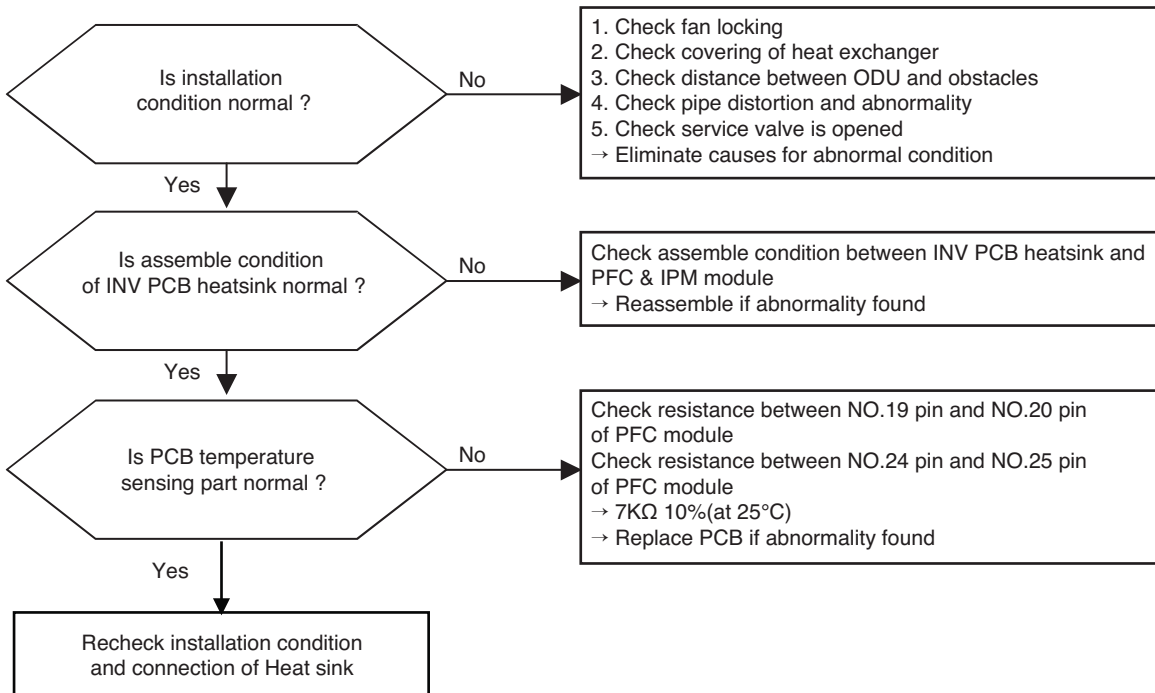 Is installation
condition normal ?
No
1. Check fan locking
2. Check covering of heat exchanger
3. Check distance between ODU and obstacles
4. Check pipe distortion and abnormality
5. Check service valve is opened
→ Eliminate causes for abnormal condition
Yes
Is assemble condition
of INV PCB heatsink normal ?
No
Check assemble condition between INV PCB heatsink and
PFC & IPM module
→ Reassemble if abnormality found
Yes
Is PCB temperature
sensing part normal ?
No
Check resistance between NO.19 pin and NO.20 pin
of PFC module
Check resistance between NO.24 pin and NO.25 pin
of PFC module
→ 7KΩ 10%(at 25°C)
→ Replace PCB if abnormality found
Yes
Recheck installation condition
and connection of Heat sink